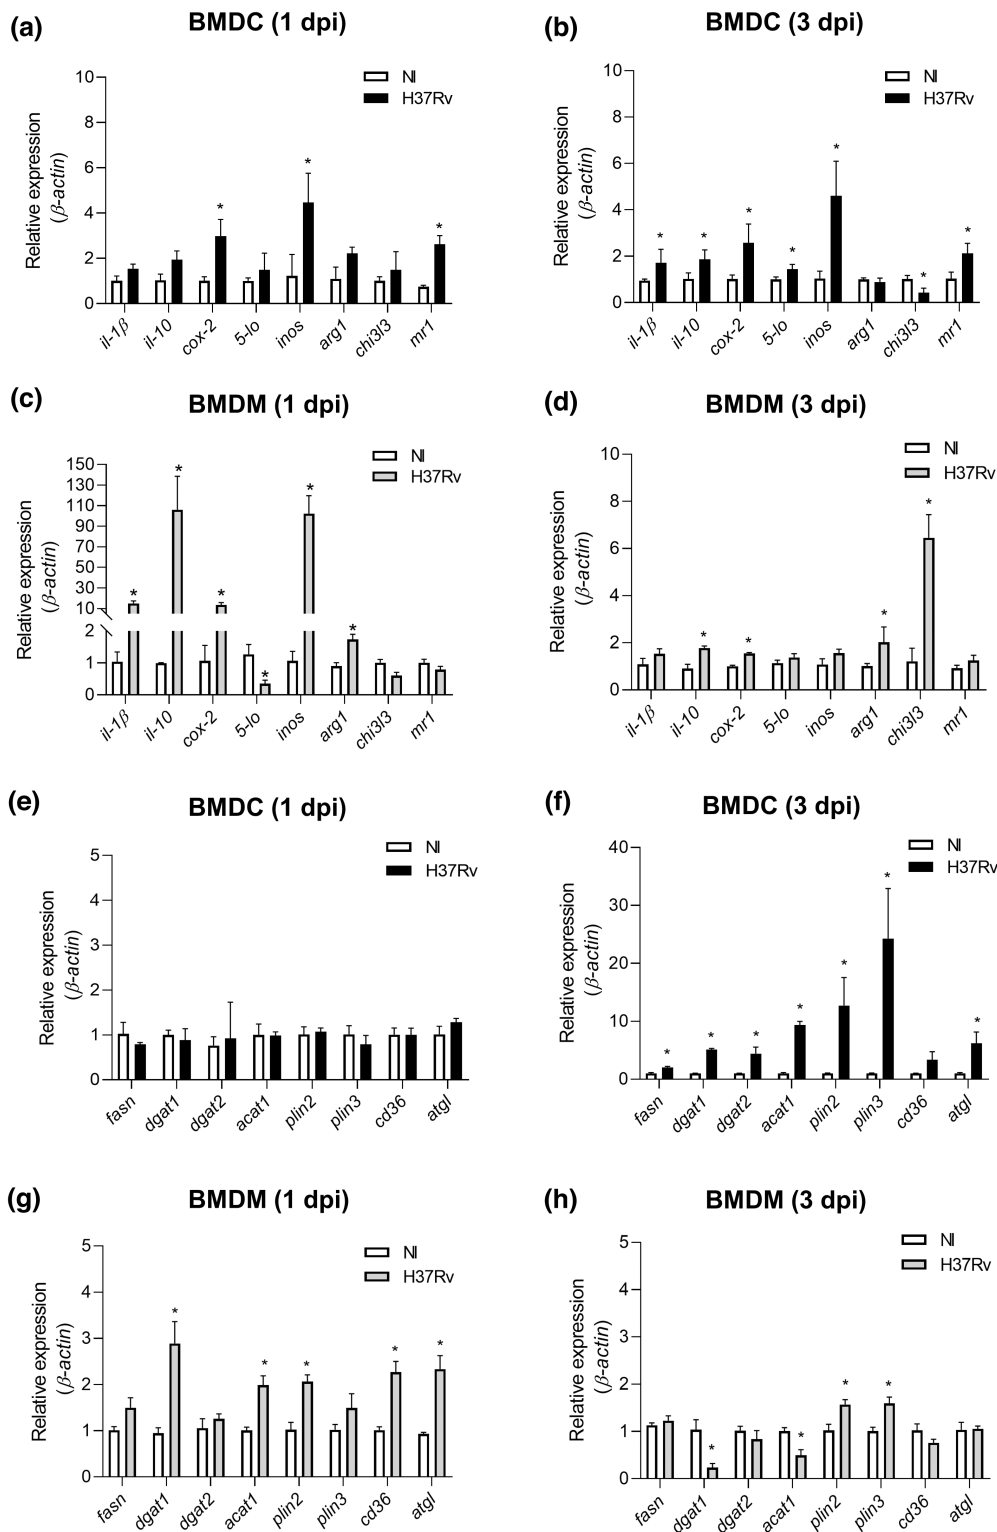 (a) BMDC (1 dpi)
NI
H37Rv
Relative expression
(β-actin)
10
8
6
4
2
0
* * *
il-1β il-10 cox-2 5-lo inos arg1 chi3l3 mr1
(b) BMDC (3 dpi)
NI
H37Rv
Relative expression
(β-actin)
10
8
6
4
2
0
* * * * * * *
il-1β il-10 cox-2 5-lo inos arg1 chi3l3 mr1
(c) BMDM (1 dpi)
NI
H37Rv
Relative expression
(β-actin)
150
130
110
90
70
50
30
10
2
1
0
* * * * * *
il-1β il-10 cox-2 5-lo inos arg1 chi3l3 mr1
(d) BMDM (3 dpi)
NI
H37Rv
Relative expression
(β-actin)
10
8
6
4
2
0
* * * *
il-1β il-10 cox-2 5-lo inos arg1 chi3l3 mr1
(e) BMDC (1 dpi)
NI
H37Rv
Relative expression
(β-actin)
5
4
3
2
1
0
fasn dgat1 dgat2 acat1 plin2 plin3 cd36 atgl
(f) BMDC (3 dpi)
NI
H37Rv
Relative expression
(β-actin)
40
30
20
10
0
* * * * * * *
fasn dgat1 dgat2 acat1 plin2 plin3 cd36 atgl
(g) BMDM (1 dpi)
NI
H37Rv
Relative expression
(β-actin)
5
4
3
2
1
0
* * * * *
fasn dgat1 dgat2 acat1 plin2 plin3 cd36 atgl
(h) BMDM (3 dpi)
NI
H37Rv
Relative expression
(β-actin)
5
4
3
2
1
0
* * * *
fasn dgat1 dgat2 acat1 plin2 plin3 cd36 atgl